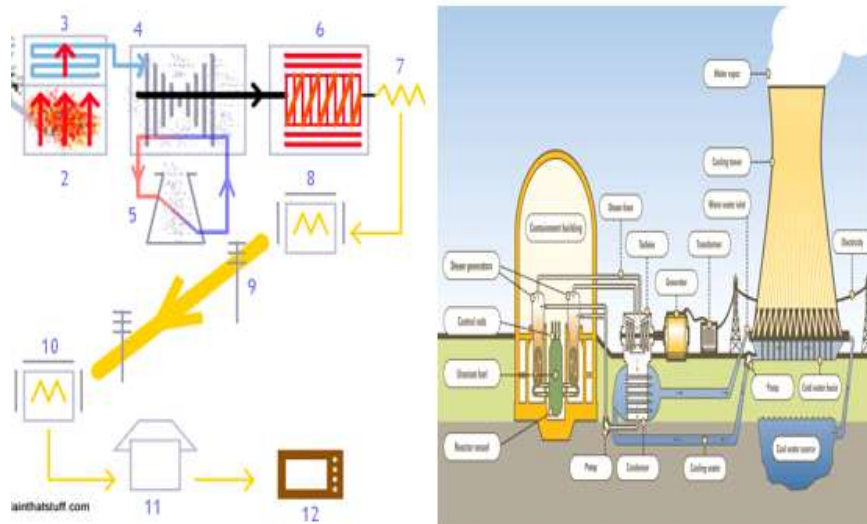 3
4
6
7
2
5
8
9
10
11
12
ainthatstuff.com
Water vapor
Cooling tower
Warm water inlet
Steam lines
Containment building
Turbine
Transformer
Electricity
Steam generators
Generator
Control rods
Uranium fuel
Pump
Cold water basin
Reactor vessel
Pump
Condenser
Cooling water
Cool water source